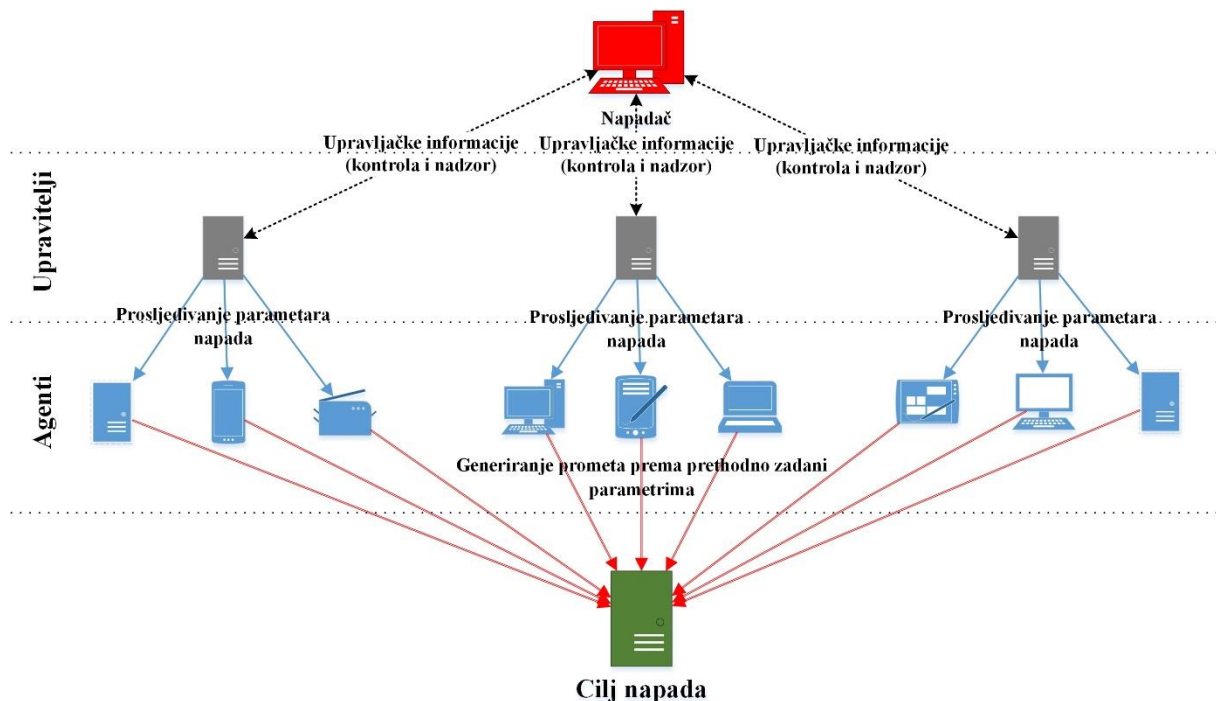 Napadač
Upravljačke informacije
(kontrola i nadzor)
Upravljačke informacije
(kontrola i nadzor)
Upravljačke informacije
(kontrola i nadzor)
Upravitelji
Prosljeđivanje parametara
napada
Prosljeđivanje parametara
napada
Prosljeđivanje parametara
napada
Agenti
Generiranje prometa prema prethodno zadani
parametrima
Cilj napada